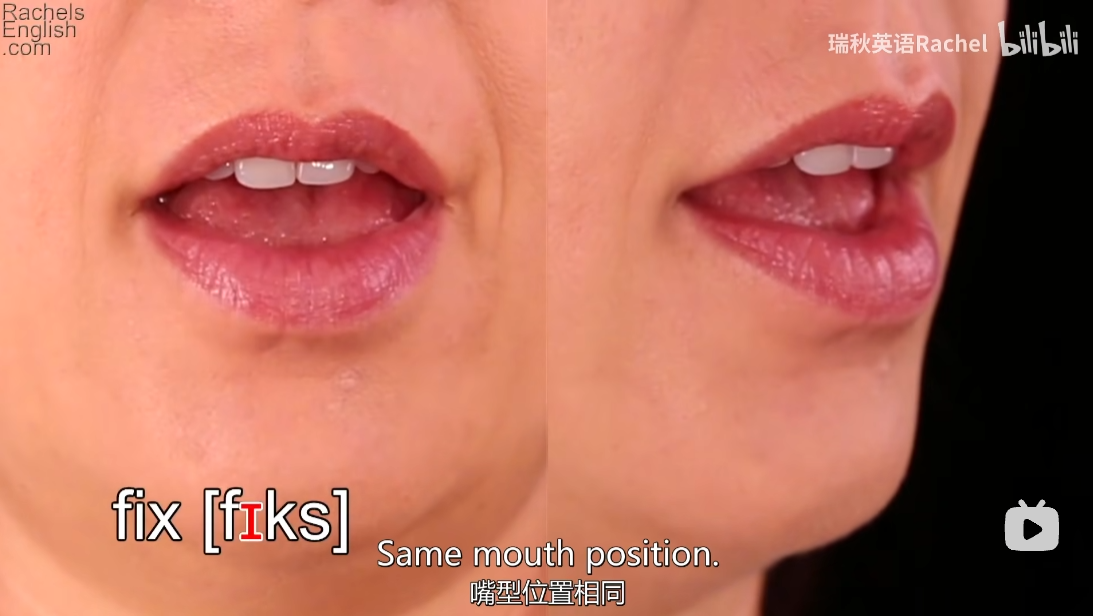 Rachels
English
.com
瑞秋英语Rachel bilibili
fix [fɪks]
Same mouth position.
嘴型位置相同